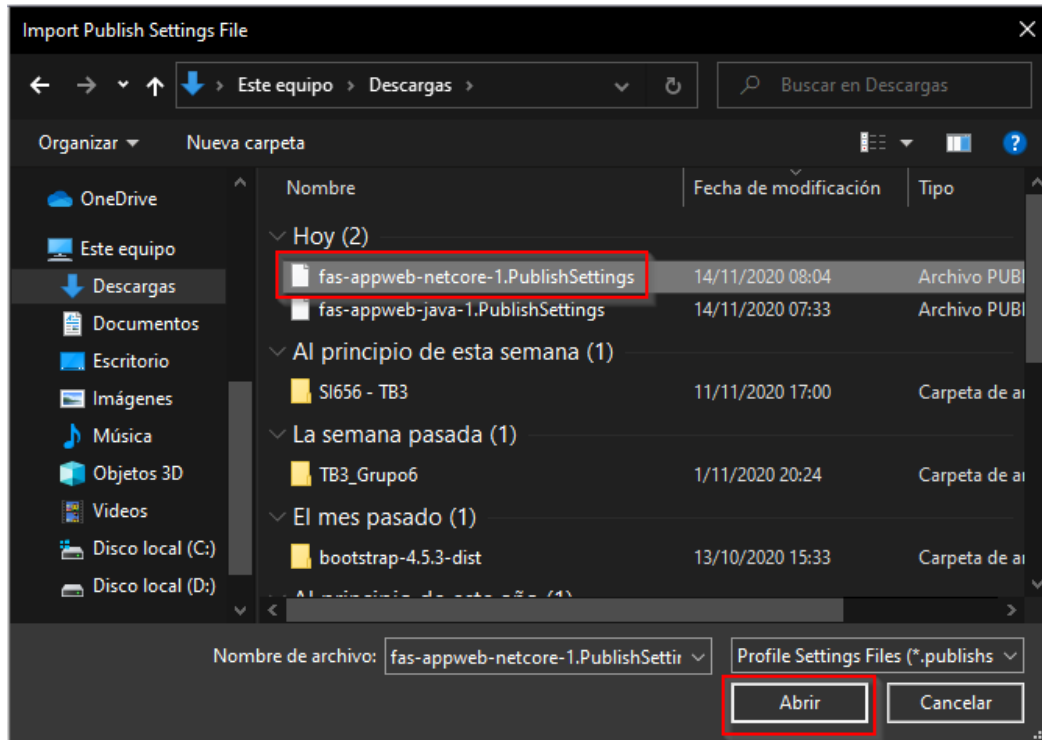 Import Publish Settings File
Este equipo > Descargas >
Buscar en Descargas
Organizar
Nueva carpeta
?
OneDrive
Este equipo
Descargas
Documentos
Escritorio
Imágenes
Música
Objetos 3D
Videos
Disco local (C:)
Disco local (D:)
Nombre Fecha de modificación Tipo
Hoy (2)
fas-appweb-netcore-1.PublishSettings 14/11/2020 08:04 Archivo PUBI
fas-appweb-java-1.PublishSettings 14/11/2020 07:33 Archivo PUBI
Al principio de esta semana (1)
SI656 - TB3 11/11/2020 17:00 Carpeta de ar
La semana pasada (1)
TB3_Grupo6 1/11/2020 20:24 Carpeta de ar
El mes pasado (1)
bootstrap-4.5.3-dist 13/10/2020 15:33 Carpeta de ar
Al principio de este año (1)
Nombre de archivo: fas-appweb-netcore-1.PublishSettir
Profile Settings Files (*.publishs
Abrir
Cancelar